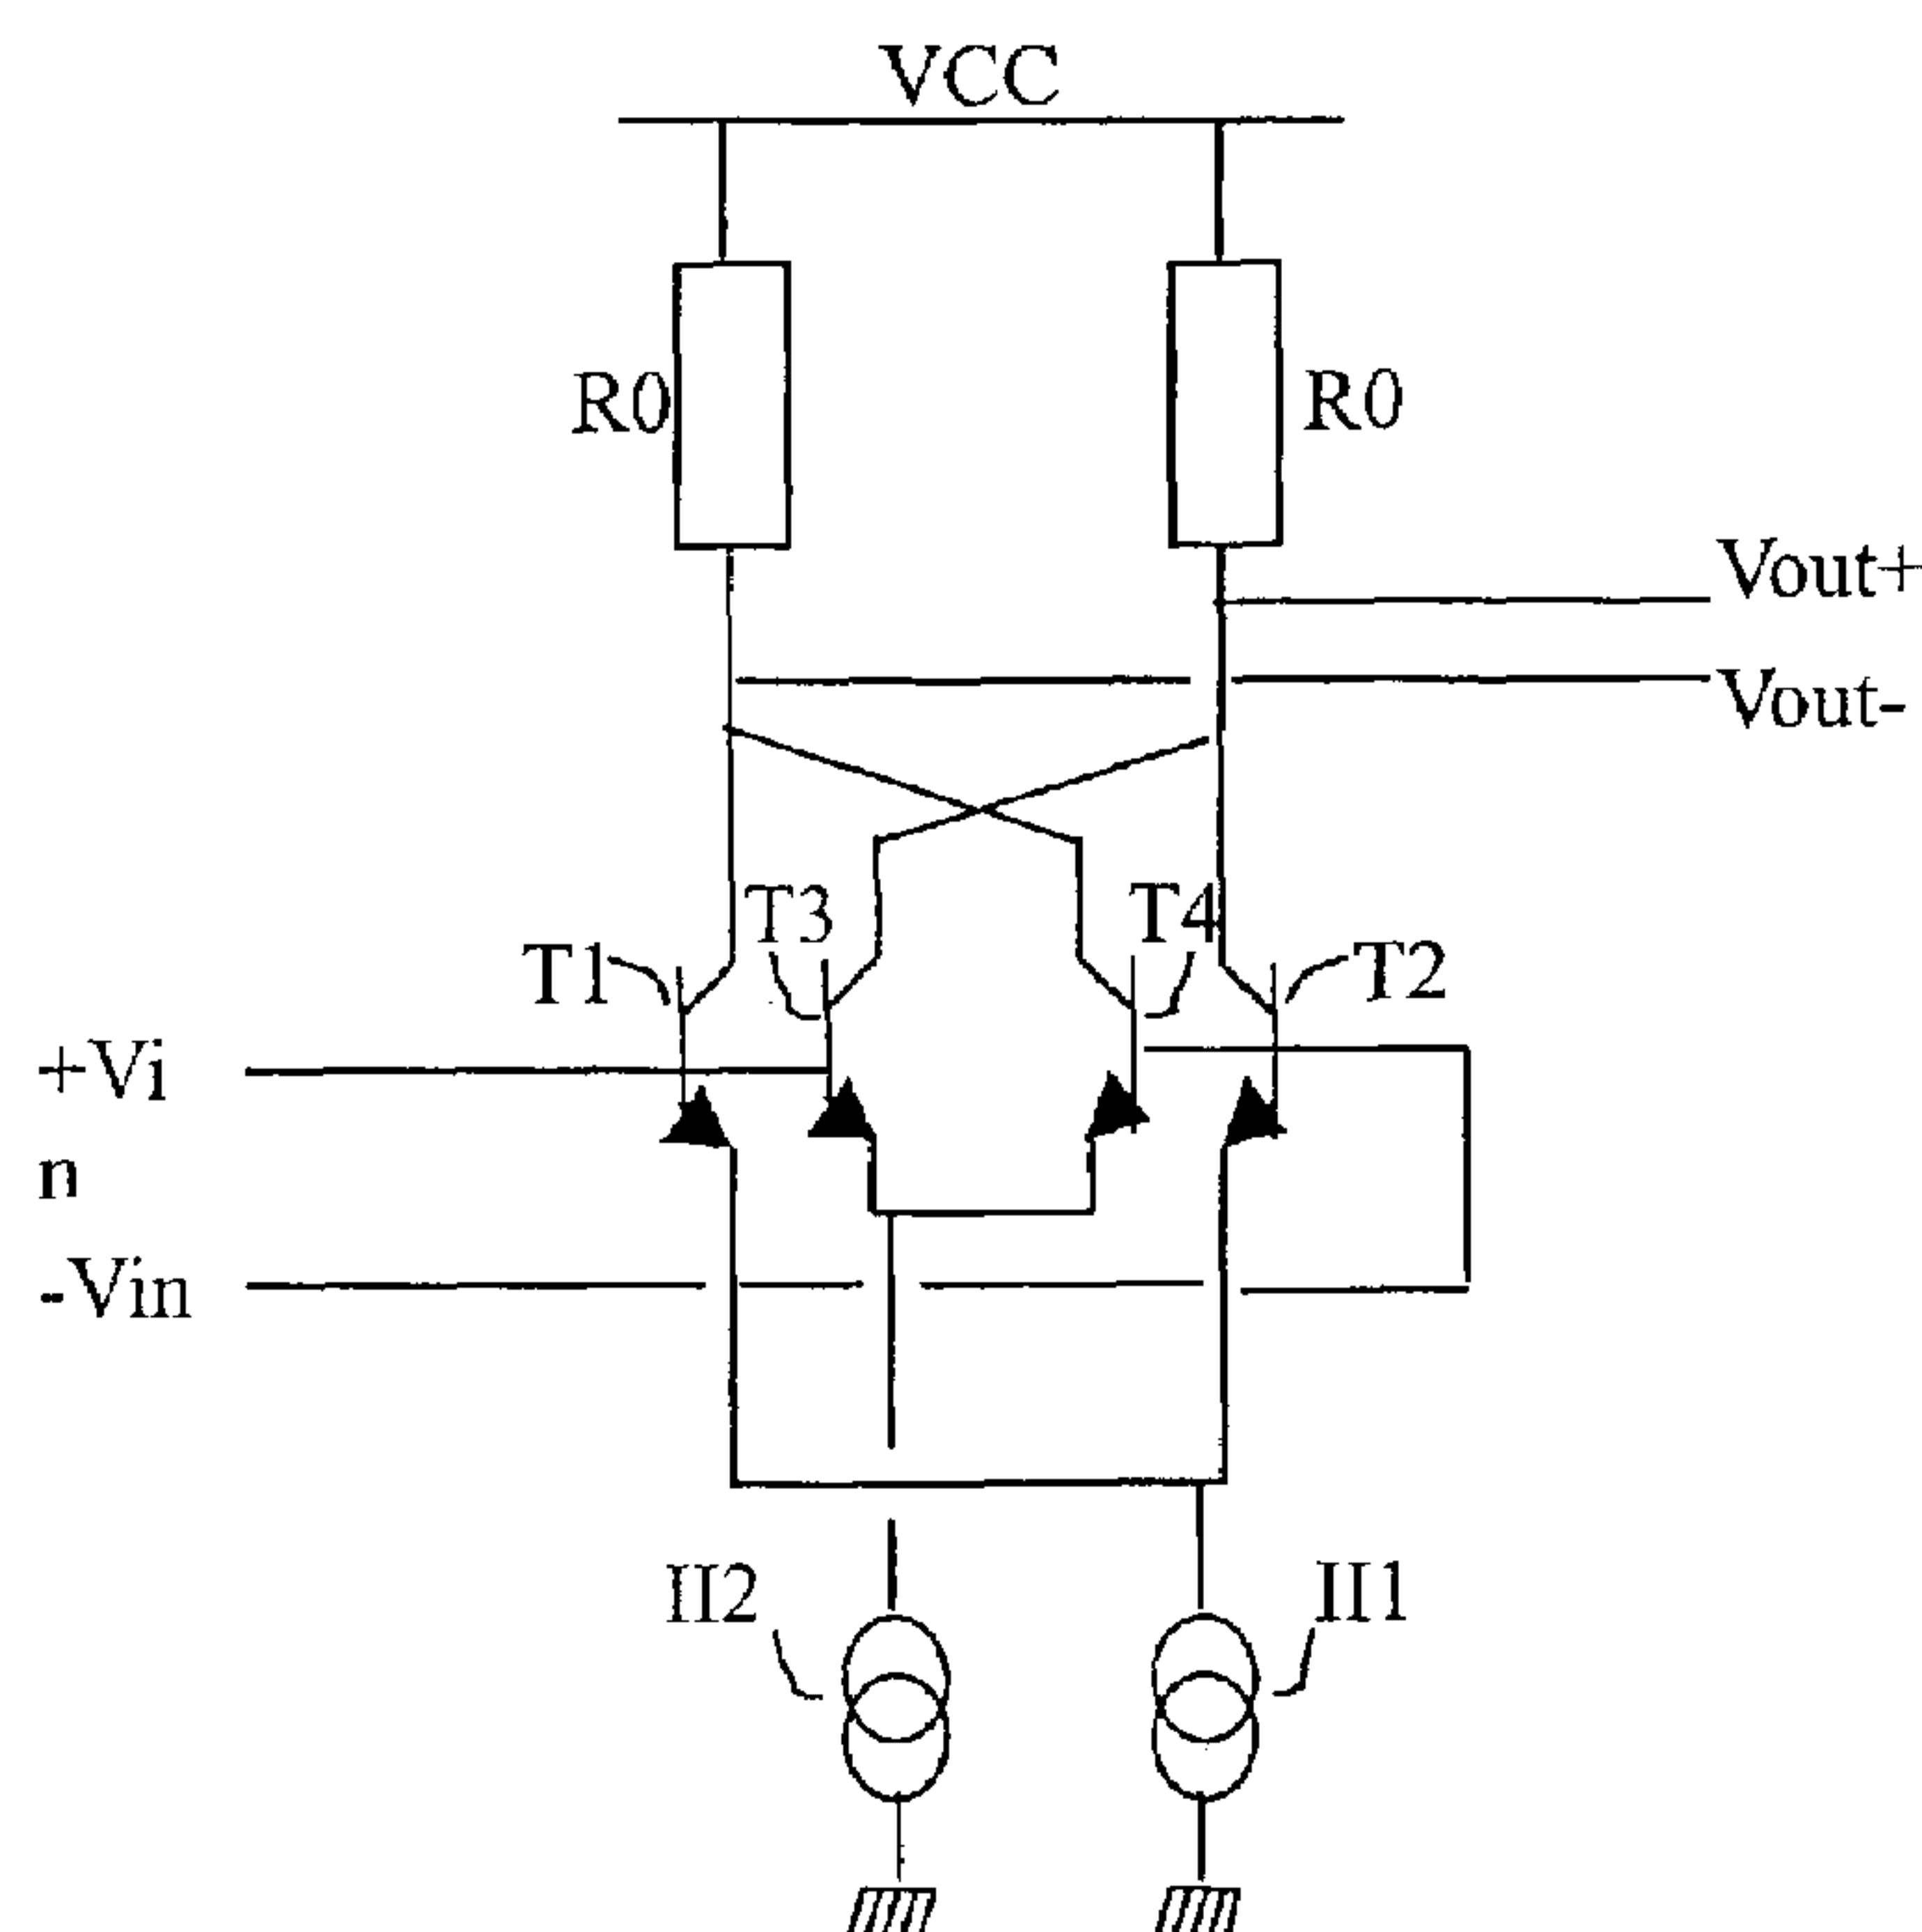 VCC
R0
R0
Vout+
Vout-
T3
T4
T1
T2
+Vi
n
-Vin
II2
II1